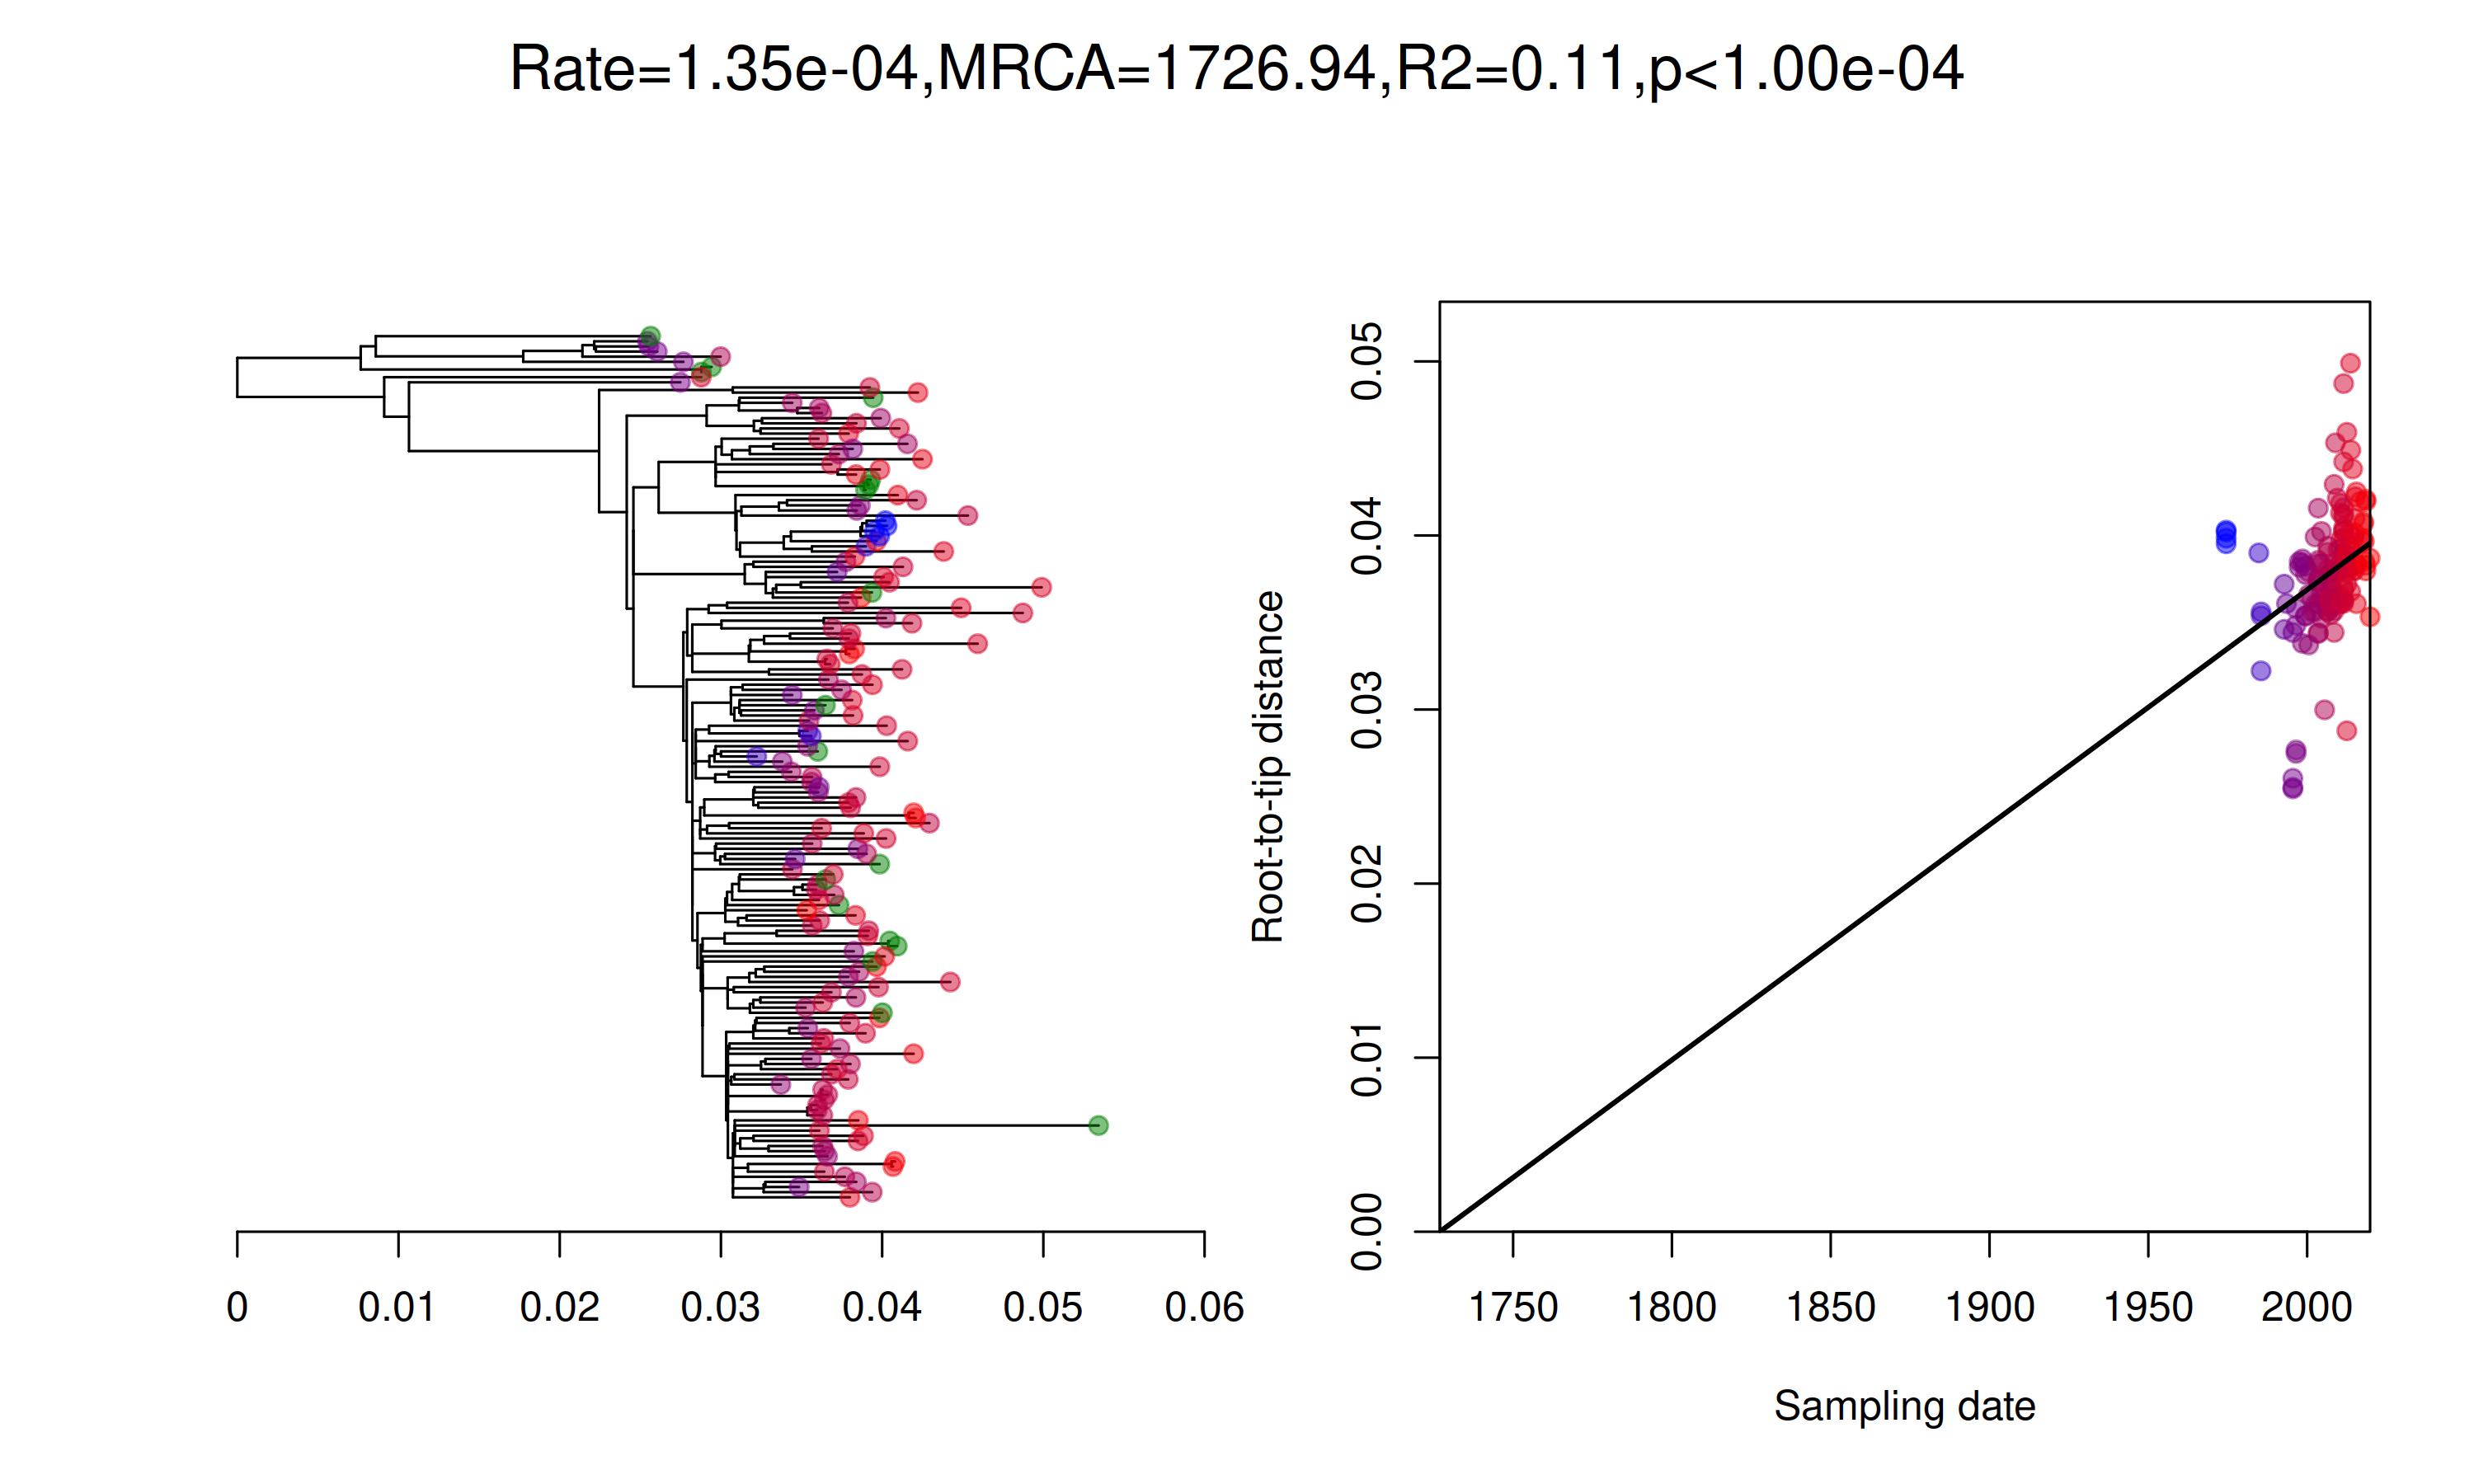 Rate=1.35e-04,MRCA=1726.94,R2=0.11,p<1.00e-04
0 0.01 0.02 0.03 0.04 0.05 0.06
Root-to-tip distance
0.00 0.01 0.02 0.03 0.04 0.05
1750 1800 1850 1900 1950 2000
Sampling date